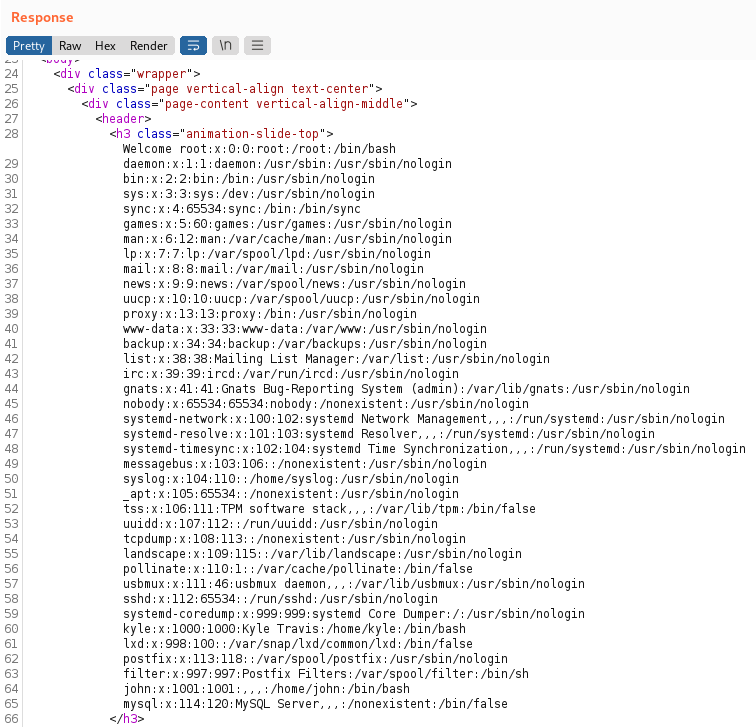 Response
Pretty Raw Hex Render \n
23 <body>
24 <div class="wrapper">
25 <div class="page vertical-align text-center">
26 <div class="page-content vertical-align-middle">
27 <header>
28 <h3 class="animation-slide-top">
Welcome root:x:0:0:root:/root:/bin/bash
29 daemon:x:1:1:daemon:/usr/sbin:/usr/sbin/nologin
30 bin:x:2:2:bin:/bin:/usr/sbin/nologin
31 sys:x:3:3:sys:/dev:/usr/sbin/nologin
32 sync:x:4:65534:sync:/bin:/bin/sync
33 games:x:5:60:games:/usr/games:/usr/sbin/nologin
34 man:x:6:12:man:/var/cache/man:/usr/sbin/nologin
35 lp:x:7:7:lp:/var/spool/lpd:/usr/sbin/nologin
36 mail:x:8:8:mail:/var/mail:/usr/sbin/nologin
37 news:x:9:9:news:/var/spool/news:/usr/sbin/nologin
38 uucp:x:10:10:uucp:/var/spool/uucp:/usr/sbin/nologin
39 proxy:x:13:13:proxy:/bin:/usr/sbin/nologin
40 www-data:x:33:33:www-data:/var/www:/usr/sbin/nologin
41 backup:x:34:34:backup:/var/backups:/usr/sbin/nologin
42 list:x:38:38:Mailing List Manager:/var/list:/usr/sbin/nologin
43 irc:x:39:39:ircd:/var/run/ircd:/usr/sbin/nologin
44 gnats:x:41:41:Gnats Bug-Reporting System (admin):/var/lib/gnats:/usr/sbin/nologin
45 nobody:x:65534:65534:nobody:/nonexistent:/usr/sbin/nologin
46 systemd-network:x:100:102:systemd Network Management,,,:/run/systemd:/usr/sbin/nologin
47 systemd-resolve:x:101:103:systemd Resolver,,,:/run/systemd:/usr/sbin/nologin
48 systemd-timesync:x:102:104:systemd Time Synchronization,,,:/run/systemd:/usr/sbin/nologin
49 messagebus:x:103:106::/nonexistent:/usr/sbin/nologin
50 syslog:x:104:110::/home/syslog:/usr/sbin/nologin
51 _apt:x:105:65534::/nonexistent:/usr/sbin/nologin
52 tss:x:106:111:TPM software stack,,,:/var/lib/tpm:/bin/false
53 uuidd:x:107:112::/run/uuidd:/usr/sbin/nologin
54 tcpdump:x:108:113::/nonexistent:/usr/sbin/nologin
55 landscape:x:109:115::/var/lib/landscape:/usr/sbin/nologin
56 pollinate:x:110:1::/var/cache/pollinate:/bin/false
57 usbmux:x:111:46:usbmux daemon,,,:/var/lib/usbmux:/usr/sbin/nologin
58 sshd:x:112:65534::/run/sshd:/usr/sbin/nologin
59 systemd-coredump:x:999:999:systemd Core Dumper:/:/usr/sbin/nologin
60 kyle:x:1000:1000:Kyle Travis:/home/kyle:/bin/bash
61 lxd:x:998:100::/var/snap/lxd/common/lxd:/bin/false
62 postfix:x:113:118::/var/spool/postfix:/usr/sbin/nologin
63 filter:x:997:997:Postfix Filters:/var/spool/filter:/bin/sh
64 john:x:1001:1001:,,,:/home/john:/bin/bash
65 mysql:x:114:120:MySQL Server,,,:/nonexistent:/bin/false
66 </h3>